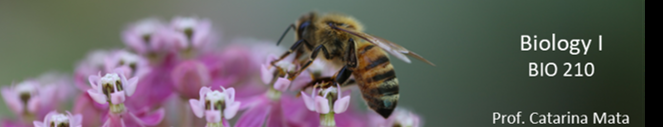 Biology I
BIO 210
Prof. Catarina Mata